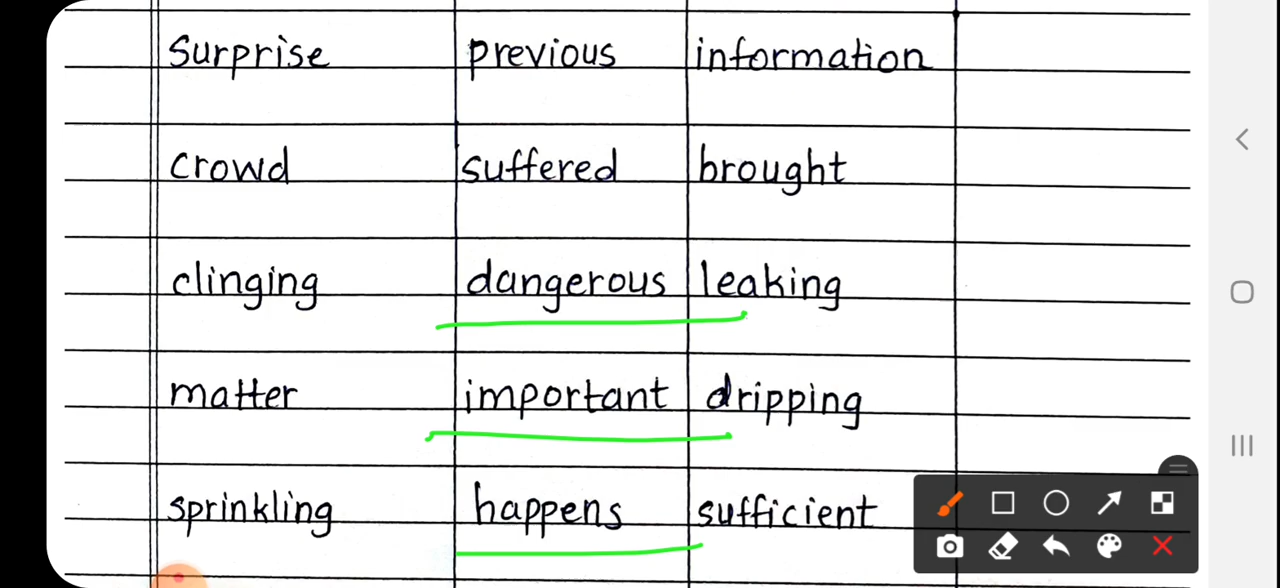 Surprise previous information
crowd suffered brought
clinging dangerous leaking
matter important dripping
sprinkling happens sufficient